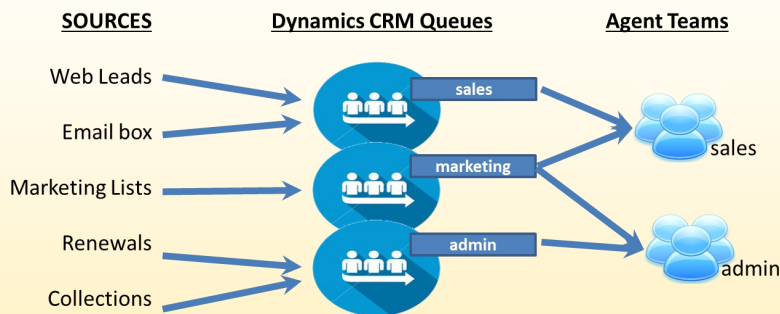 SOURCES
Dynamics CRM Queues
Agent Teams
Web Leads
Email box
Marketing Lists
Renewals
Collections
sales
marketing
admin
sales
admin